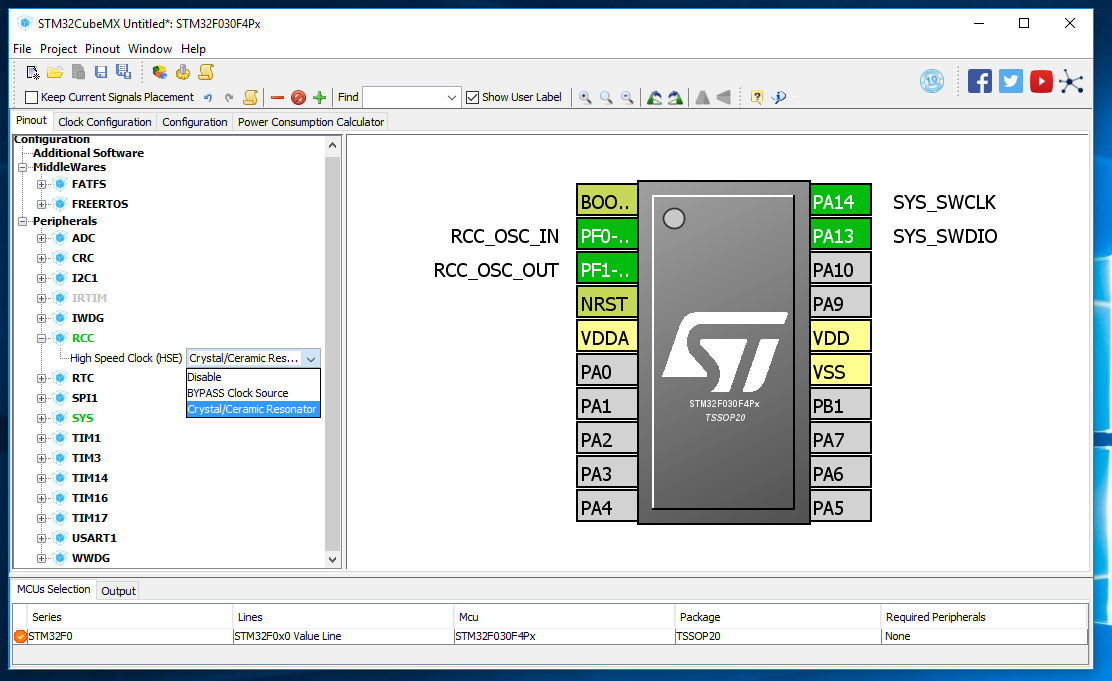 STM32CubeMX Untitled*: STM32F030F4Px
File Project Pinout Window Help
10
Keep Current Signals Placement Find Show User Label
Pinout Clock Configuration Configuration Power Consumption Calculator
Configuration
Additional Software
MiddleWares
FATFS
FREERTOS
Peripherals
ADC
CRC
I2C1
IRTIM
IWDG
RCC
High Speed Clock (HSE) Crystal/Ceramic Res...
Disable
BYPASS Clock Source
Crystal/Ceramic Resonator
RTC
SPI1
SYS
TIM1
TIM3
TIM14
TIM16
TIM17
USART1
WWDG
BOO.. PA14 SYS_SWCLK
RCC_OSC_IN PF0-.. PA13 SYS_SWDIO
RCC_OSC_OUT PF1-.. PA10
NRST PA9
VDDA VDD
PA0 VSS
PA1 PB1
PA2 PA7
PA3 PA6
PA4 PA5
ST
STM32F030F4Px
TSSOP20
MCUs Selection Output
Series Lines Mcu Package Required Peripherals
STM32F0 STM32F0x0 Value Line STM32F030F4Px TSSOP20 None